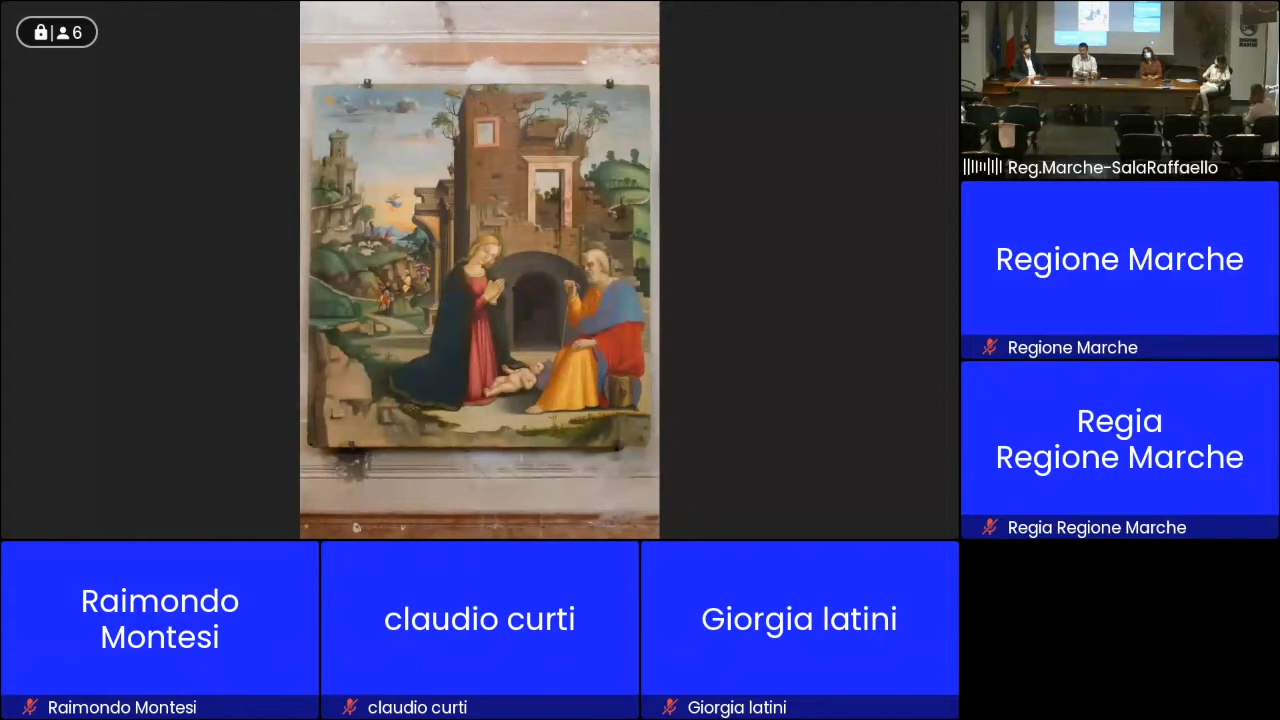 6
Reg.Marche-SalaRaffaello
Regione Marche
Regione Marche
Regia
Regione Marche
Regia Regione Marche
Raimondo
Montesi
Raimondo Montesi
claudio curti
claudio curti
Giorgia latini
Giorgia latini